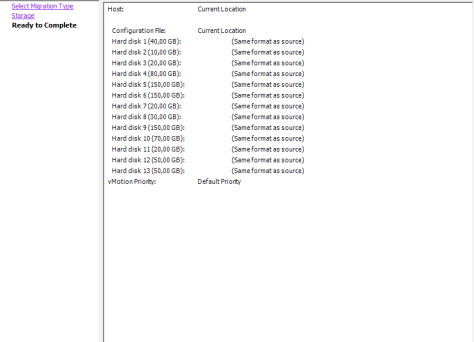 Select Migration Type
Storage
Ready to Complete
Host: Current Location
Configuration File: Current Location
Hard disk 1 (40,00 GB): (Same format as source)
Hard disk 2 (10,00 GB): (Same format as source)
Hard disk 3 (20,00 GB): (Same format as source)
Hard disk 4 (80,00 GB): (Same format as source)
Hard disk 5 (150,00 GB): (Same format as source)
Hard disk 6 (150,00 GB): (Same format as source)
Hard disk 7 (20,00 GB): (Same format as source)
Hard disk 8 (30,00 GB): (Same format as source)
Hard disk 9 (150,00 GB): (Same format as source)
Hard disk 10 (70,00 GB): (Same format as source)
Hard disk 11 (20,00 GB): (Same format as source)
Hard disk 12 (50,00 GB): (Same format as source)
Hard disk 13 (50,00 GB): (Same format as source)
vMotion Priority: Default Priority